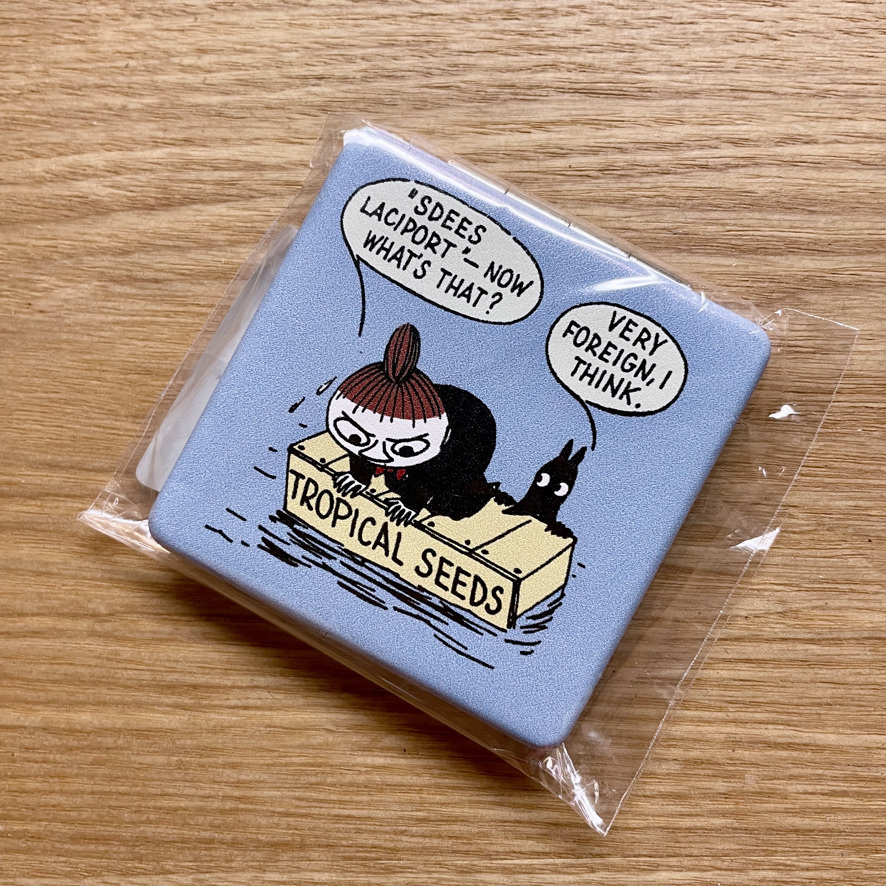 "SDEES
LACIPORT"— NOW
WHAT'S THAT?
VERY
FOREIGN, I
THINK.
TROPICAL SEEDS